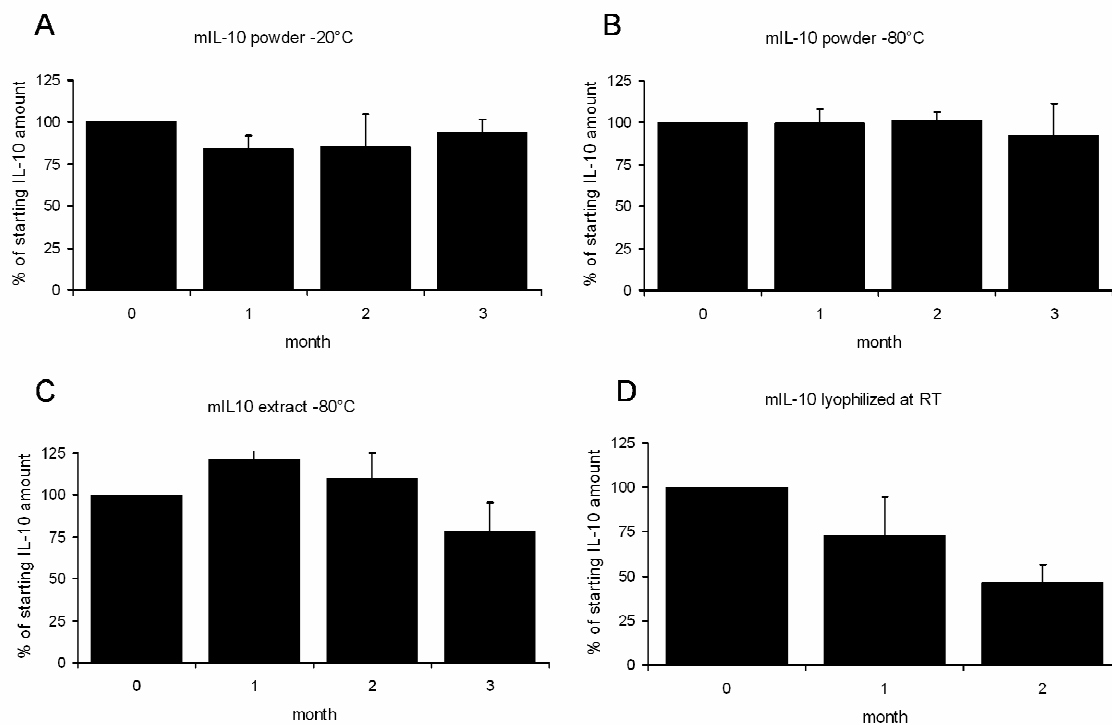 A
mIL-10 powder -20°C
% of starting IL-10 amount
125
100
75
50
25
0
0 1 2 3
month
B
mIL-10 powder -80°C
% of starting IL-10 amount
125
100
75
50
25
0
0 1 2 3
month
C
mIL10 extract -80°C
% of starting IL-10 amount
125
100
75
50
25
0
0 1 2 3
month
D
mIL-10 lyophilized at RT
% of starting IL-10 amount
125
100
75
50
25
0
0 1 2
month